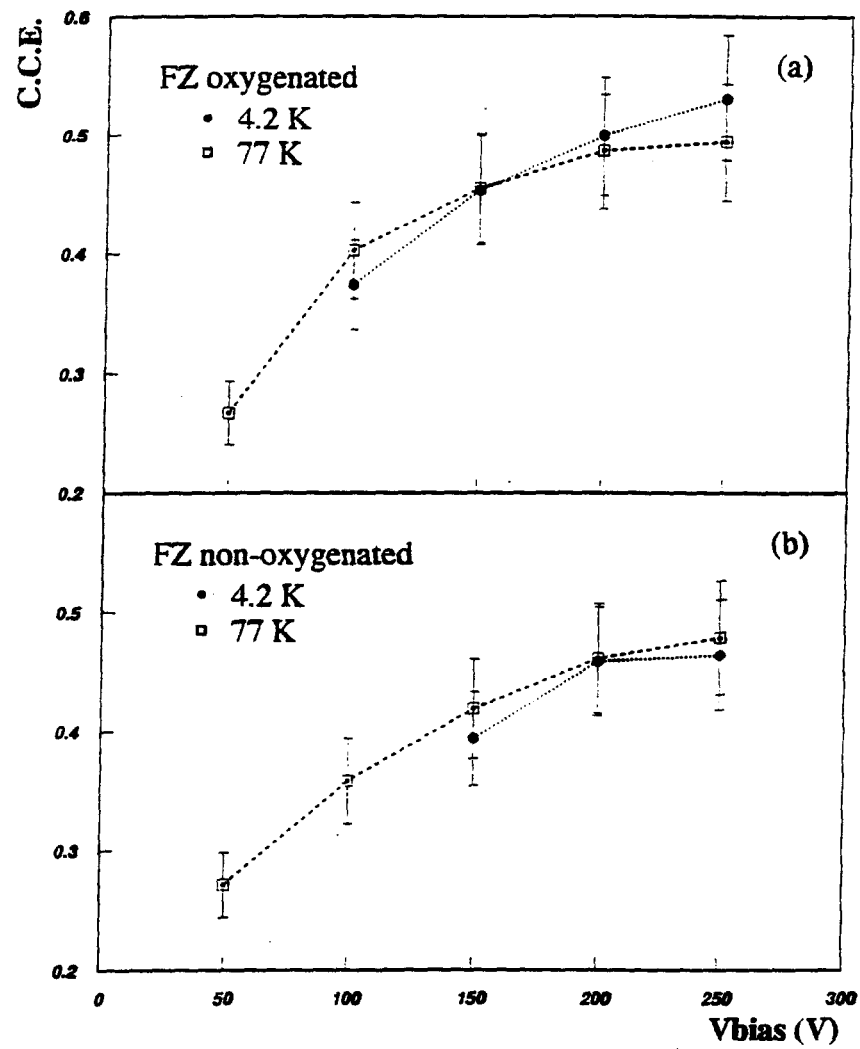 C.C.E.
0.6
FZ oxygenated
(a)
4.2 K
0.5
77 K
0.4
0.3
0.2
FZ non-oxygenated
(b)
4.2 K
0.5
77 K
0.4
0.3
0.2
0 50 100 150 200 250 300
Vbias (V)